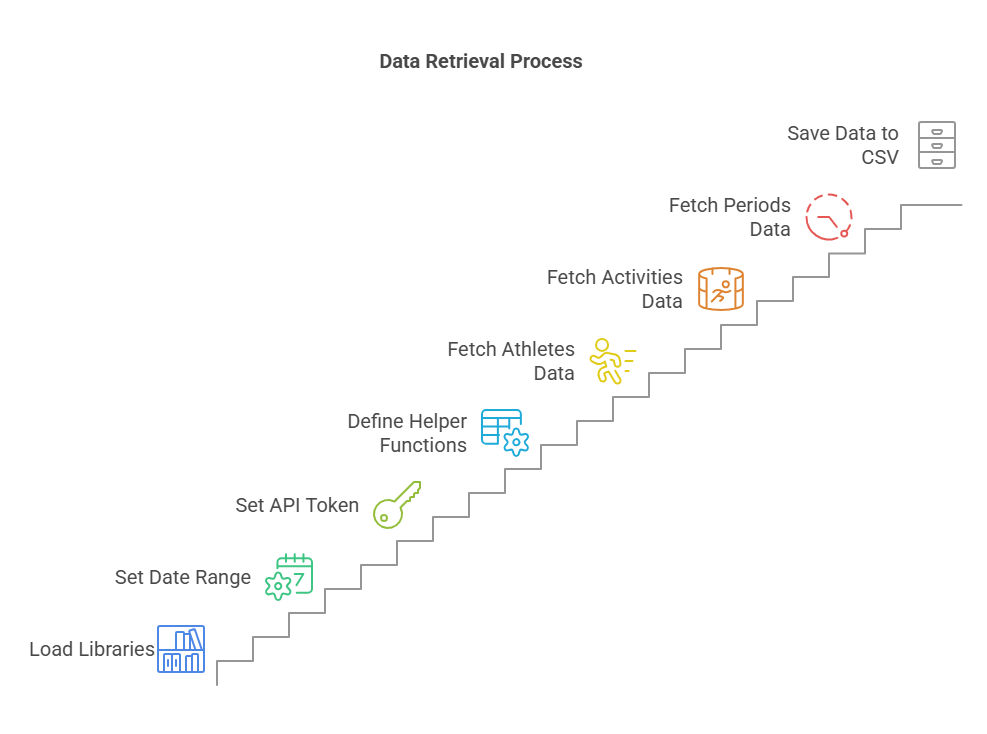 Data Retrieval Process
Save Data to
CSV
Fetch Periods
Data
Fetch Activities
Data
Fetch Athletes
Data
Define Helper
Functions
Set API Token
Set Date Range
7
Load Libraries